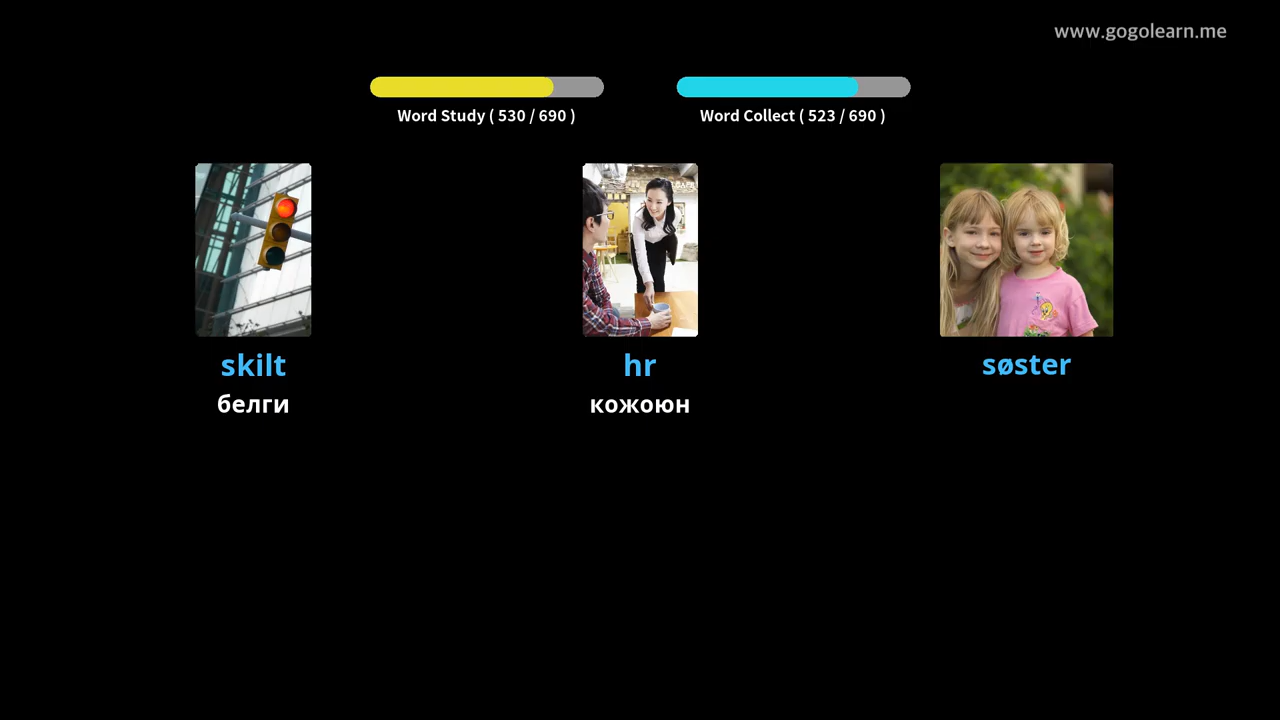 www.gogolearn.me
Word Study ( 530 / 690 )
Word Collect ( 523 / 690 )
skilt
hr
søster
белги
кожоюн